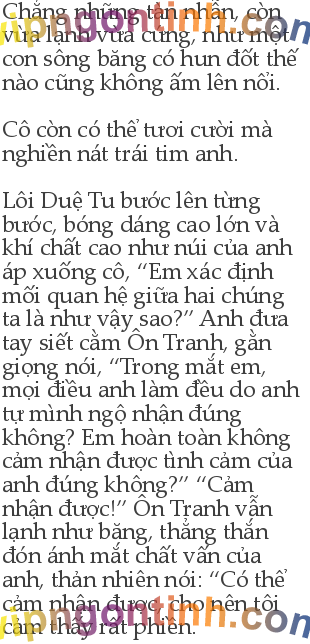 Chẳng những tàn nhẫn, còn
vừa lạnh vừa cứng, như một
con sông băng có hun đốt thế
nào cũng không ấm lên nổi.
Cô còn có thể tươi cười mà
nghiền nát trái tim anh.
Lôi Duệ Tu bước lên từng
bước, bóng dáng cao lớn và
khí chất cao như núi của anh
áp xuống cô, “Em xác định
mối quan hệ giữa hai chúng
ta là như vậy sao?” Anh đưa
tay siết cằm Ôn Tranh, gằn
giọng nói, “Trong mắt em,
mọi điều anh làm đều do anh
tự mình ngộ nhận đúng
không? Em hoàn toàn không
cảm nhận được tình cảm của
anh đúng không?” “Cảm
nhận được!” Ôn Tranh vẫn
lạnh như băng, thẳng thắn
đón ánh mắt chất vấn của
anh, thản nhiên nói: “Có thể
cảm nhận được, cho nên tôi
cảm thấy rất phiền.
vipngontinh.com
vipngontinh.com